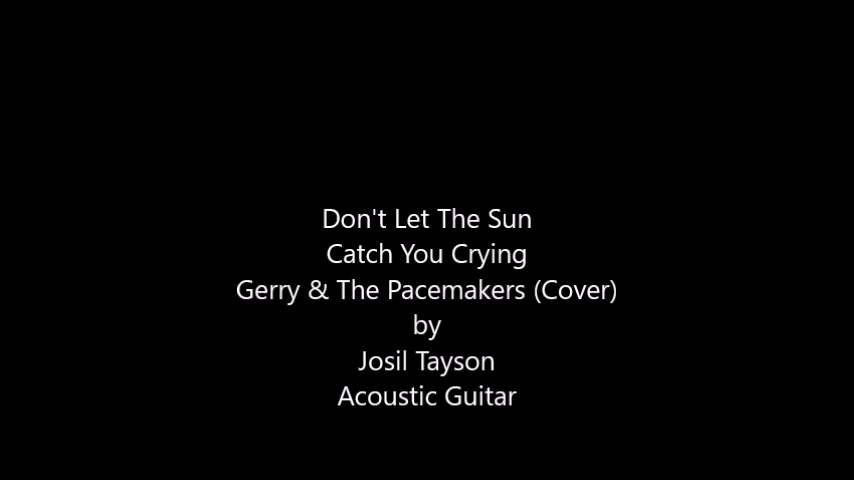 Don't Let The Sun
Catch You Crying
Gerry & The Pacemakers (Cover)
by
Josil Tayson
Acoustic Guitar